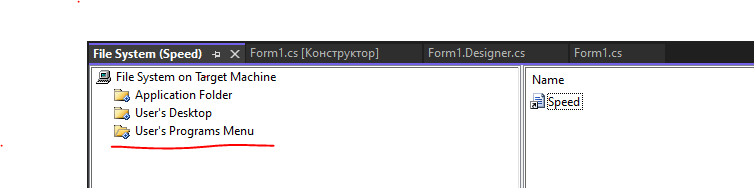 File System (Speed) Form1.cs [Конструктор] Form1.Designer.cs Form1.cs
File System on Target Machine
Application Folder
User's Desktop
User's Programs Menu
Name
Speed